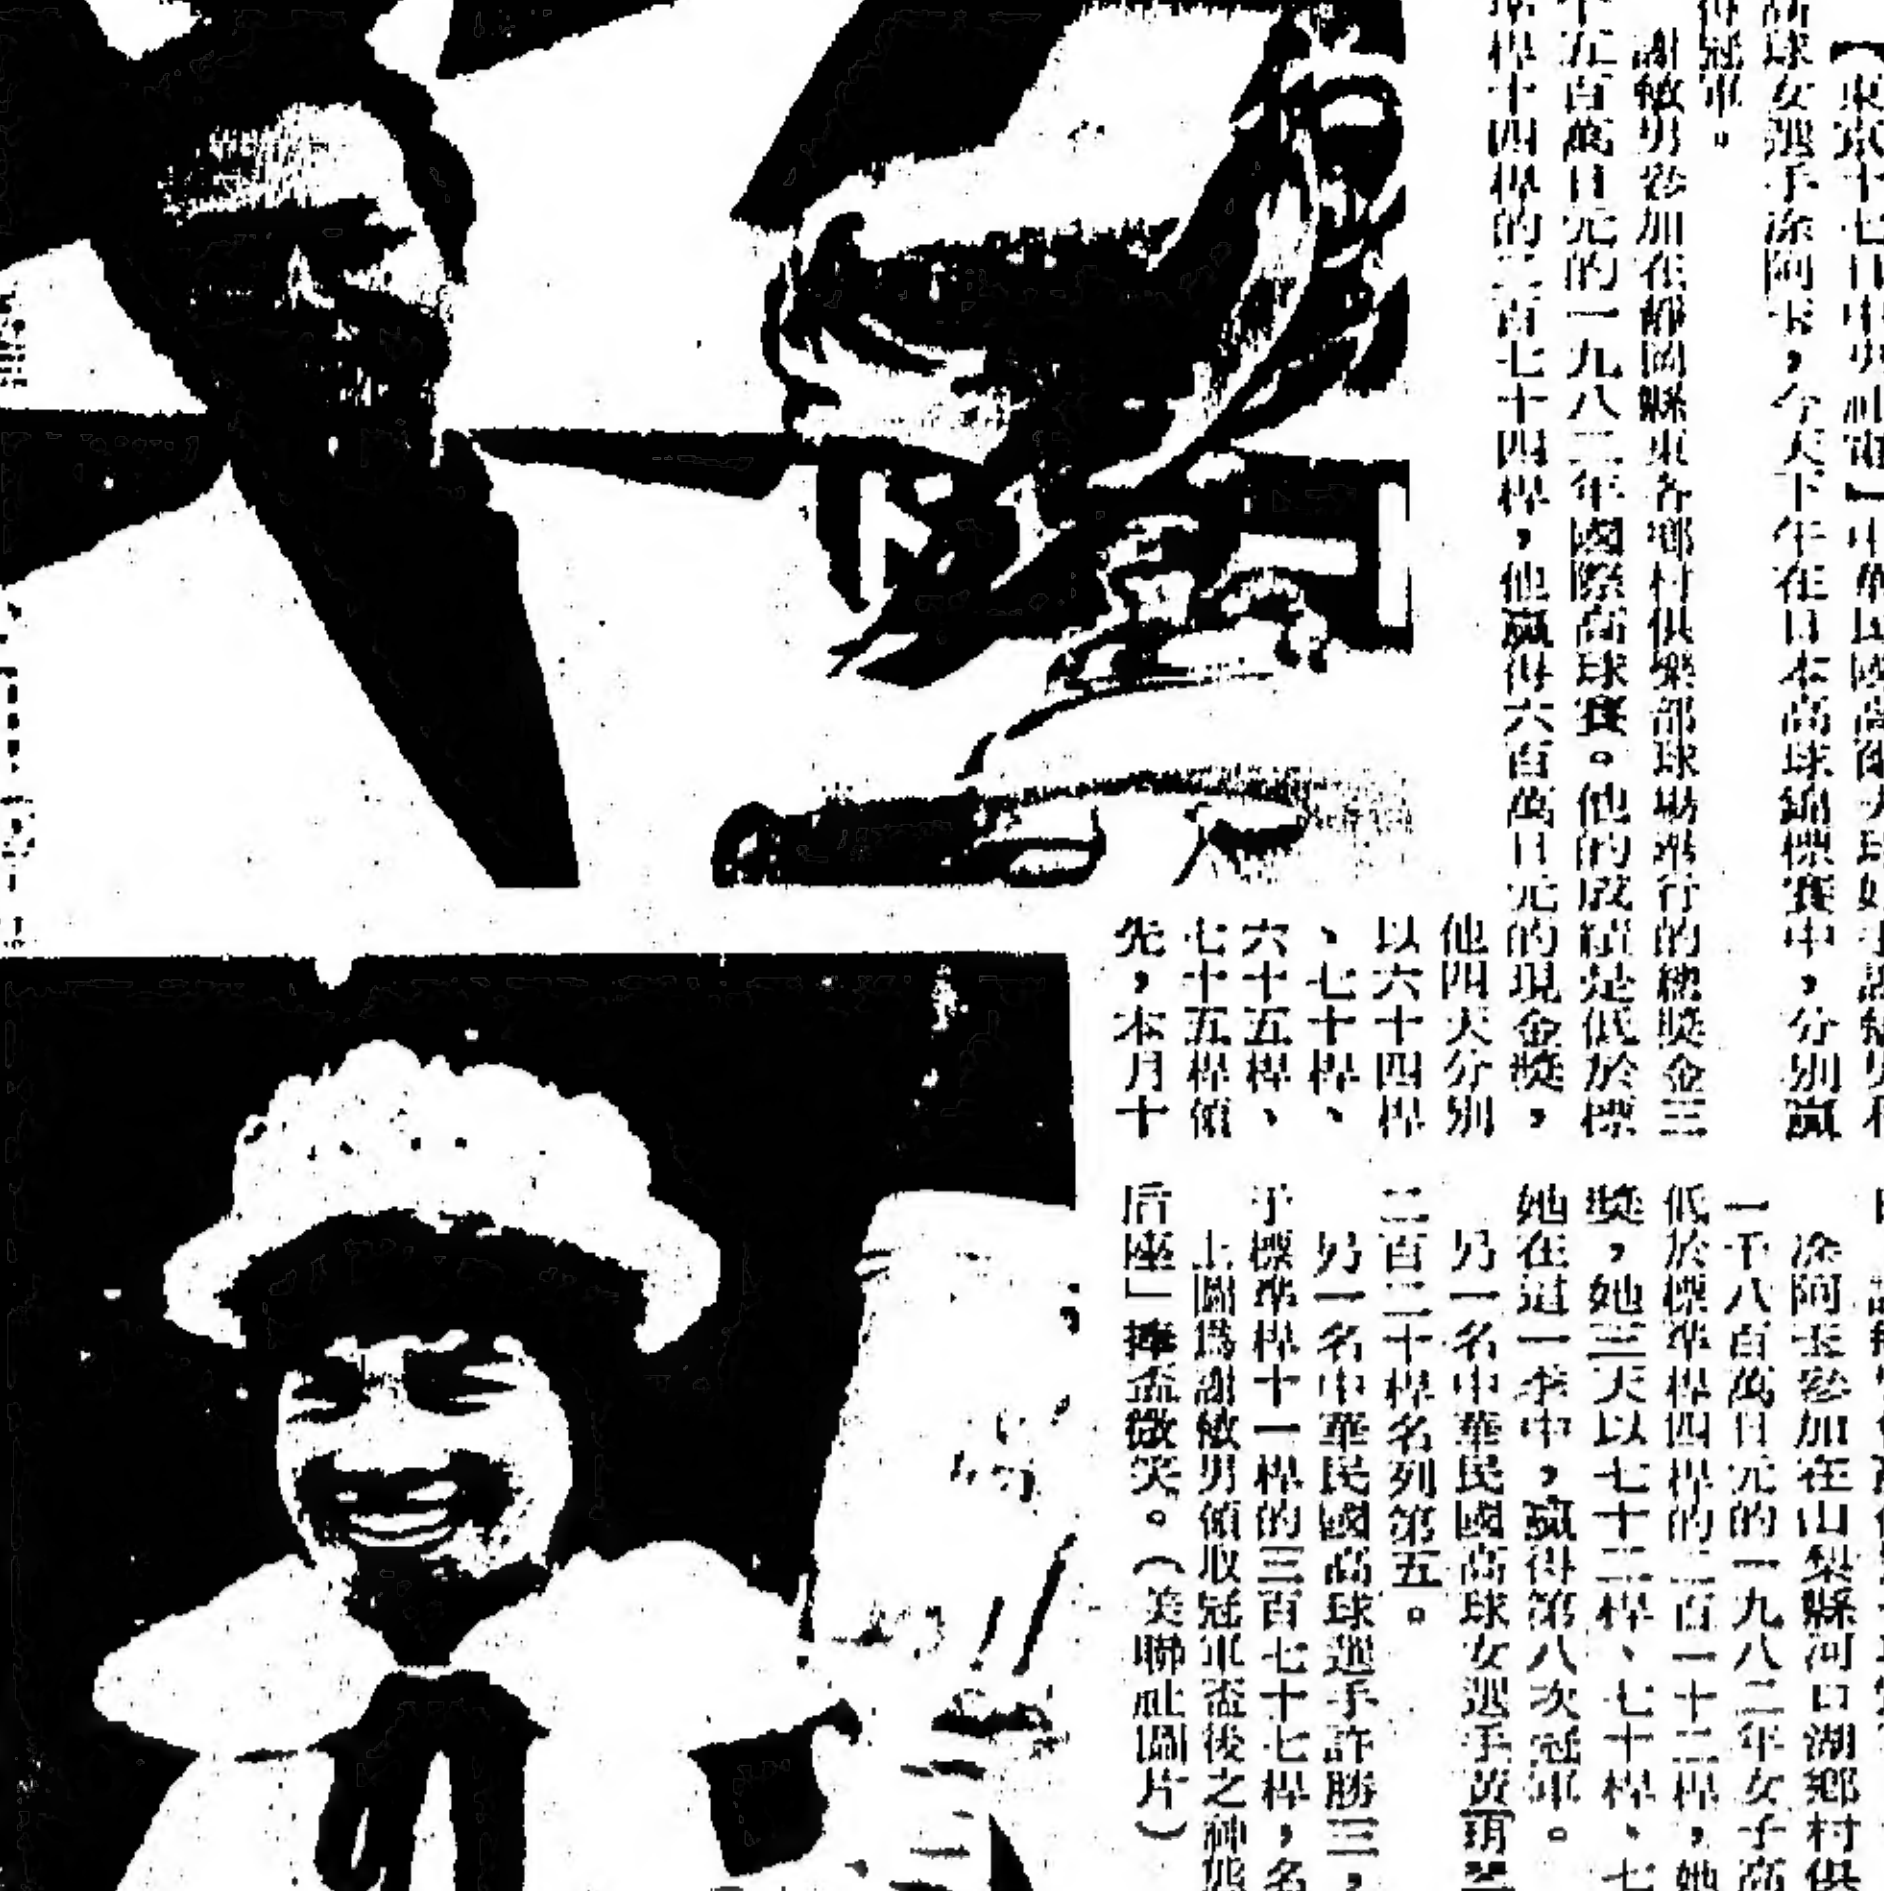 【東京十七日中央社電】中華民國高爾夫球好手謝敏男和
高球女選手涂阿玉，今天下午在日本高球錦標賽中，分別贏
得冠軍。
謝敏男參加在靜岡縣東名鄉村俱樂部球場舉行的總獎金三
千五百萬日元的一九八二年國際高球賽。他的成績是低於標
準桿十四桿的二百七十四桿，他贏得六百萬日元的現金獎，
他四天分別
以六十四桿
、七十桿、
六十五桿、
七十五桿領
先，本月十
涂阿玉參加在山梨縣河口湖鄉村俱
一千八百萬日元的一九八二年女子高
低於標準桿四桿的二百一十二桿，她
獎，她三天以七十二桿、七十桿、七
她在這一季中，贏得第八次冠軍。
另一名中華民國高球女選手黃玥
二百二十桿名列第五。
另一名中華民國高球選手許勝三，
于標準桿十一桿的三百七十七桿，名
上圖為謝敏男領取冠軍盃後之神態
后座」捧盃微笑。（美聯社圖片）